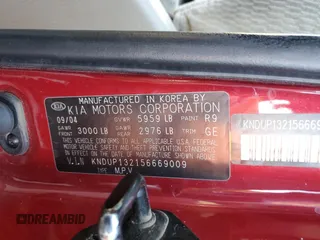 MANUFACTURED IN KOREA BY
KIA KIA MOTORS CORPORATION
09/04 GVWR 5959 LB PAINT R9
GAWR FRONT 3000 LB GAWR REAR 2976 LB TRIM GE
THIS VEHICLE CONFORMS TO ALL APPLICABLE U.S.A. FEDERAL
MOTOR VEHICLE SAFETY AND THEFT PREVENTION STANDARDS
IN EFFECT ON THE DATE OF MANUFACTURE SHOWN ABOVE.
V.I.N KNDUP132156669009
TYPE M.P.V
KNDUP1321566690
DREAMBID